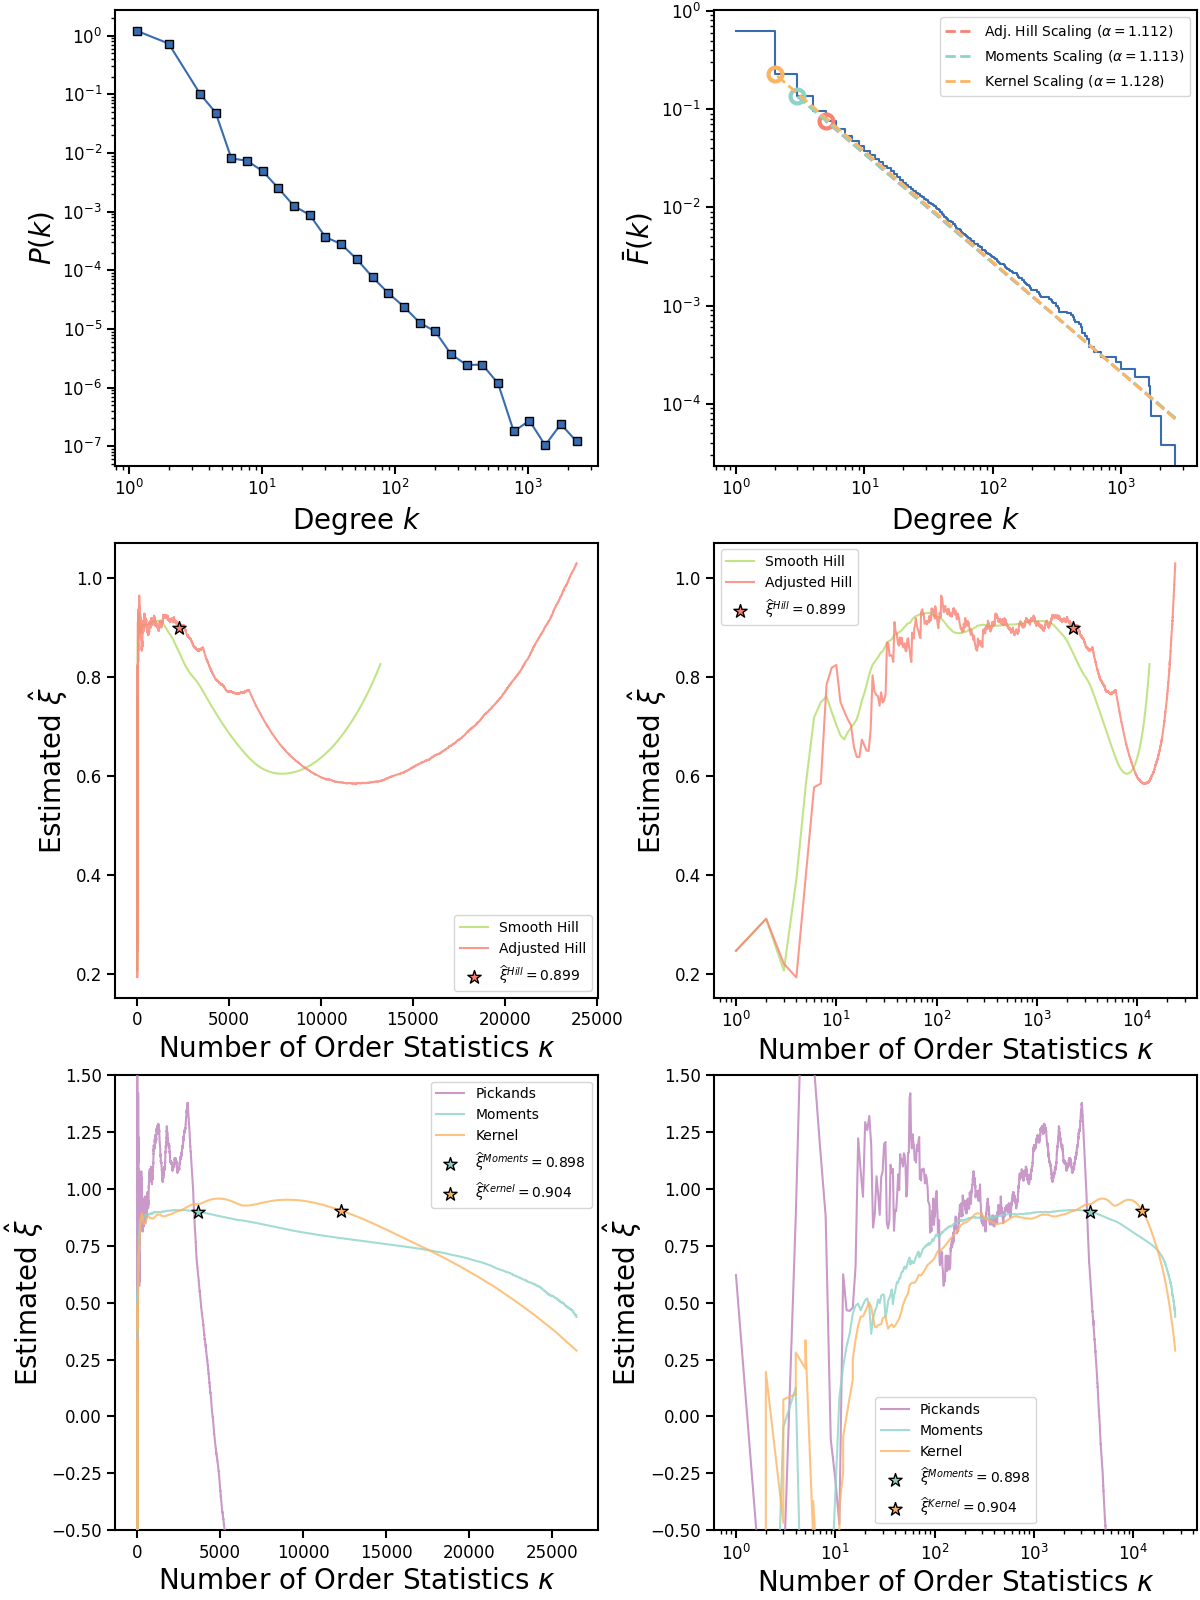 10^0
10^-1
10^-2
10^-3
10^-4
10^-5
10^-6
10^-7
P(k)
10^0 10^1 10^2 10^3
Degree k
10^0
10^-1
10^-2
10^-3
10^-4
F̄(k)
Adj. Hill Scaling (α = 1.112)
Moments Scaling (α = 1.113)
Kernel Scaling (α = 1.128)
10^0 10^1 10^2 10^3
Degree k
1.0
0.8
0.6
0.4
0.2
Estimated ξ̂
Smooth Hill
Adjusted Hill
ξ̂^Hill = 0.899
0 5000 10000 15000 20000 25000
Number of Order Statistics κ
1.0
0.8
0.6
0.4
0.2
Estimated ξ̂
Smooth Hill
Adjusted Hill
ξ̂^Hill = 0.899
10^0 10^1 10^2 10^3 10^4
Number of Order Statistics κ
1.50
1.25
1.00
0.75
0.50
0.25
0.00
−0.25
−0.50
Estimated ξ̂
Pickands
Moments
Kernel
ξ̂^Moments = 0.898
ξ̂^Kernel = 0.904
0 5000 10000 15000 20000 25000
Number of Order Statistics κ
1.50
1.25
1.00
0.75
0.50
0.25
0.00
−0.25
−0.50
Estimated ξ̂
Pickands
Moments
Kernel
ξ̂^Moments = 0.898
ξ̂^Kernel = 0.904
10^0 10^1 10^2 10^3 10^4
Number of Order Statistics κ